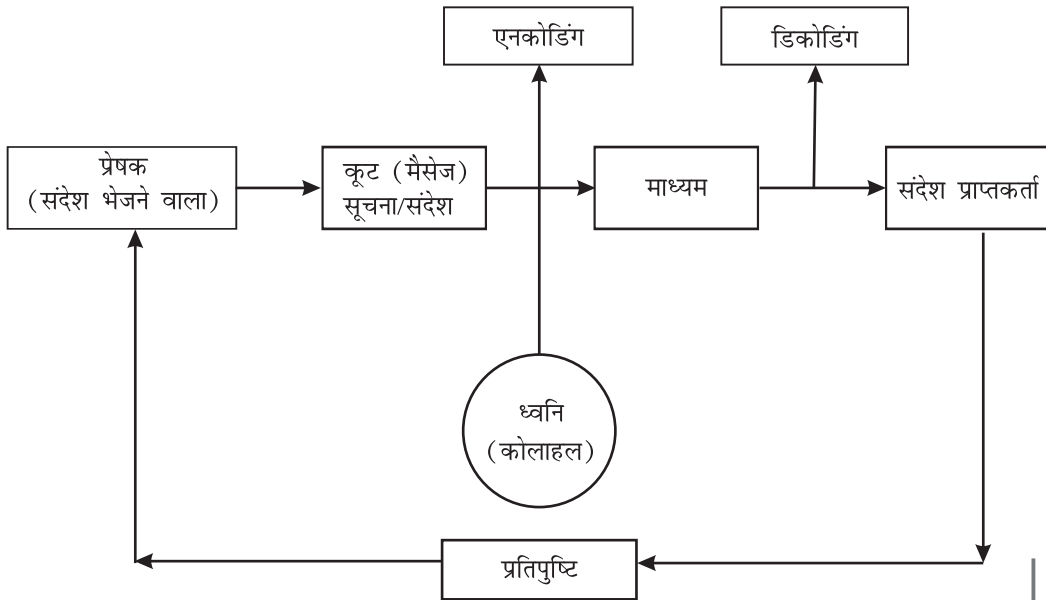 एनकोडिंग
डिकोडिंग
प्रेषक
(संदेश भेजने वाला)
कूट (मैसेज)
सूचना/संदेश
माध्यम
संदेश प्राप्तकर्ता
ध्वनि
(कोलाहल)
प्रतिपुष्टि